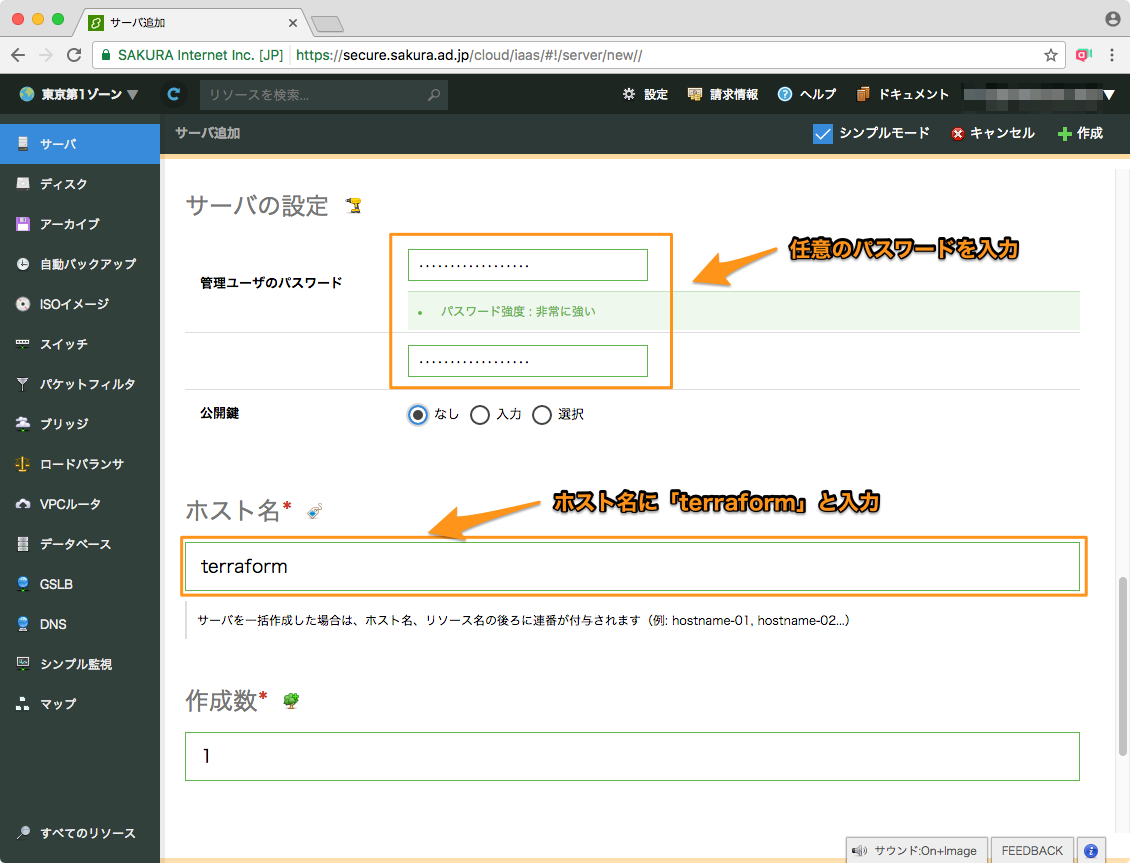 サーバ追加
SAKURA Internet Inc. [JP] https://secure.sakura.ad.jp/cloud/iaas/#!/server/new//
東京第1ゾーン▼ リソースを検索... 設定 請求情報 ヘルプ ドキュメント ▼
サーバ追加 シンプルモード キャンセル 作成
サーバ
ディスク
アーカイブ
自動バックアップ
ISOイメージ
スイッチ
パケットフィルタ
ブリッジ
ロードバランサ
VPCルータ
データベース
GSLB
DNS
シンプル監視
マップ
すべてのリソース
サーバの設定
任意のパスワードを入力
管理ユーザのパスワード ••••••••••••••••••
• パスワード強度 : 非常に強い
••••••••••••••••••
公開鍵 なし 入力 選択
ホスト名*
ホスト名に「terraform」と入力
terraform
サーバを一括作成した場合は、ホスト名、リソース名の後ろに連番が付与されます（例: hostname-01, hostname-02...）
作成数*
1
サウンド:On+Image FEEDBACK